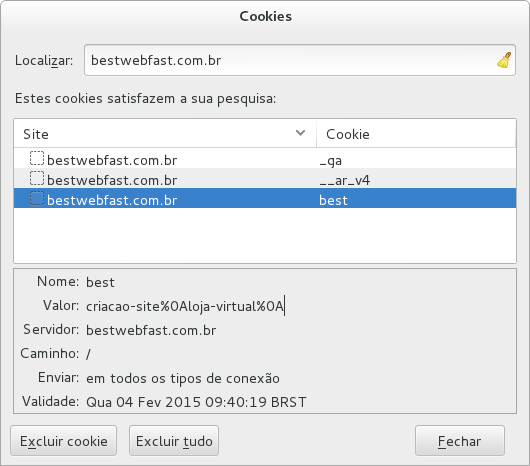 Cookies
Localizar: bestwebfast.com.br
Estes cookies satisfazem a sua pesquisa:
Site Cookie
bestwebfast.com.br _ga
bestwebfast.com.br __ar_v4
bestwebfast.com.br best
Nome: best
Valor: criacao-site%0Aloja-virtual%0A
Servidor: bestwebfast.com.br
Caminho: /
Enviar: em todos os tipos de conexão
Validade: Qua 04 Fev 2015 09:40:19 BRST
Excluir cookie Excluir tudo Fechar